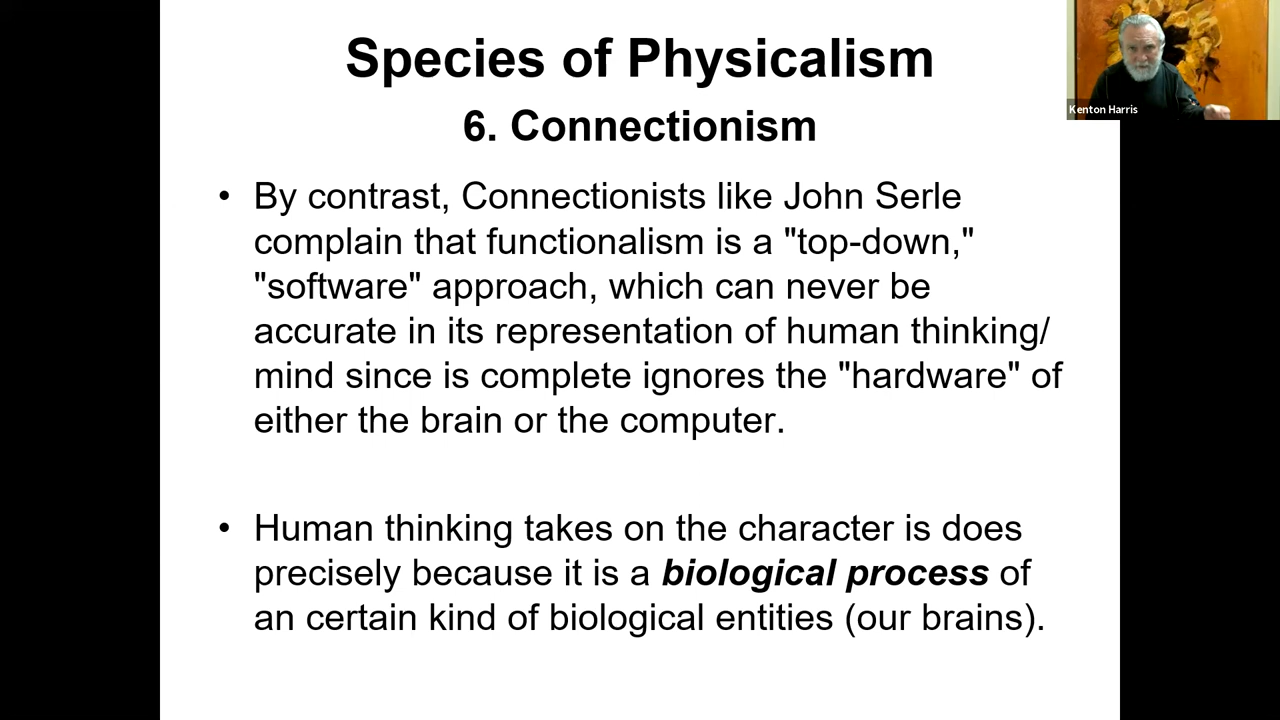 Species of Physicalism
6. Connectionism
Kenton Harris
• By contrast, Connectionists like John Serle
complain that functionalism is a "top-down,"
"software" approach, which can never be
accurate in its representation of human thinking/
mind since is complete ignores the "hardware" of
either the brain or the computer.
• Human thinking takes on the character is does
precisely because it is a biological process of
an certain kind of biological entities (our brains).